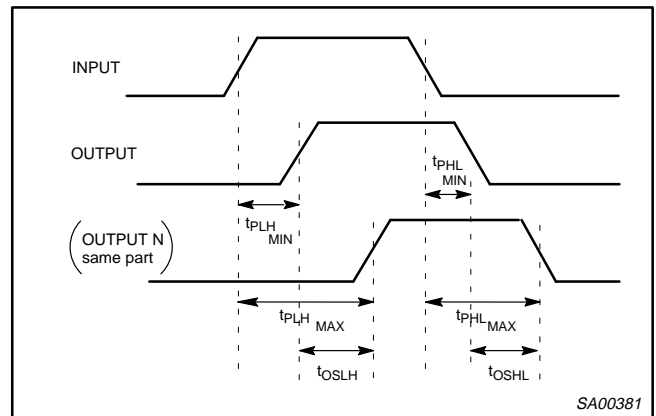 INPUT
OUTPUT
tPHL MIN
tPLH MIN
(OUTPUT N
same part)
tPLH MAX
tPHL MAX
tOSLH
tOSHL
SA00381